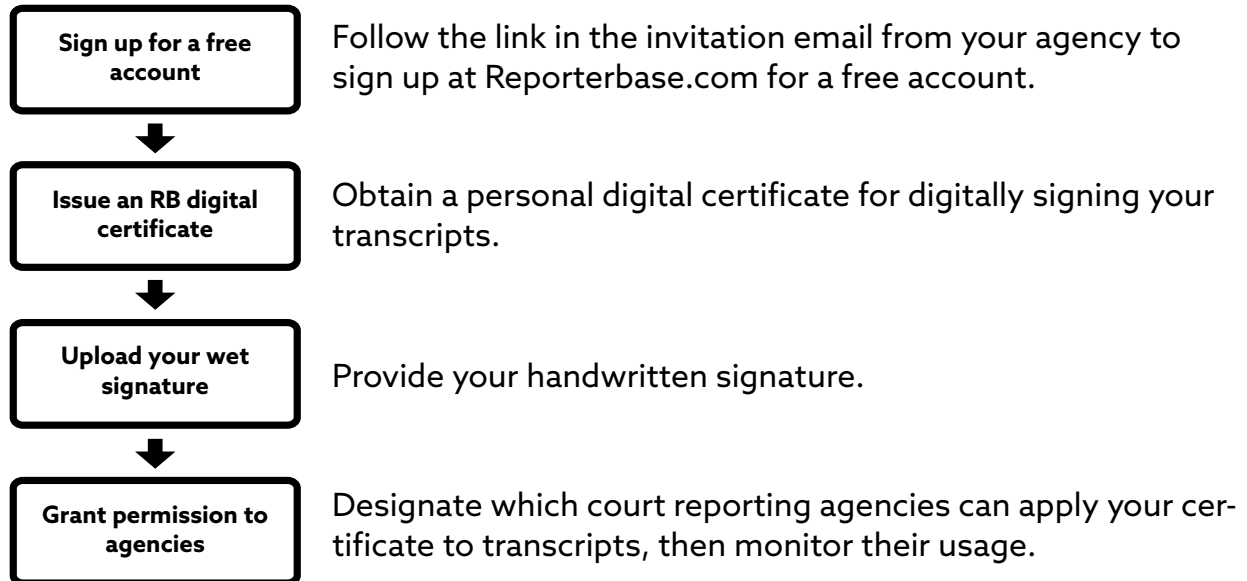 Sign up for a free
account
Follow the link in the invitation email from your agency to
sign up at Reporterbase.com for a free account.
Issue an RB digital
certificate
Obtain a personal digital certificate for digitally signing your
transcripts.
Upload your wet
signature
Provide your handwritten signature.
Grant permission to
agencies
Designate which court reporting agencies can apply your cer-
tificate to transcripts, then monitor their usage.